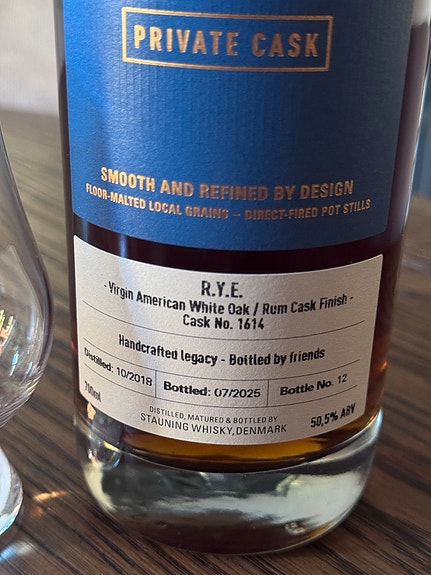 PRIVATE CASK
SMOOTH AND REFINED BY DESIGN
FLOOR-MALTED LOCAL GRAINS – DIRECT-FIRED POT STILLS
R.Y.E.
- Virgin American White Oak / Rum Cask Finish -
Cask No. 1614
Handcrafted legacy - Bottled by friends
Distilled: 10/2018 Bottled: 07/2025 Bottle No. 12
700ml
DISTILLED, MATURED & BOTTLED BY
STAUNING WHISKY, DENMARK
50,5% ABV